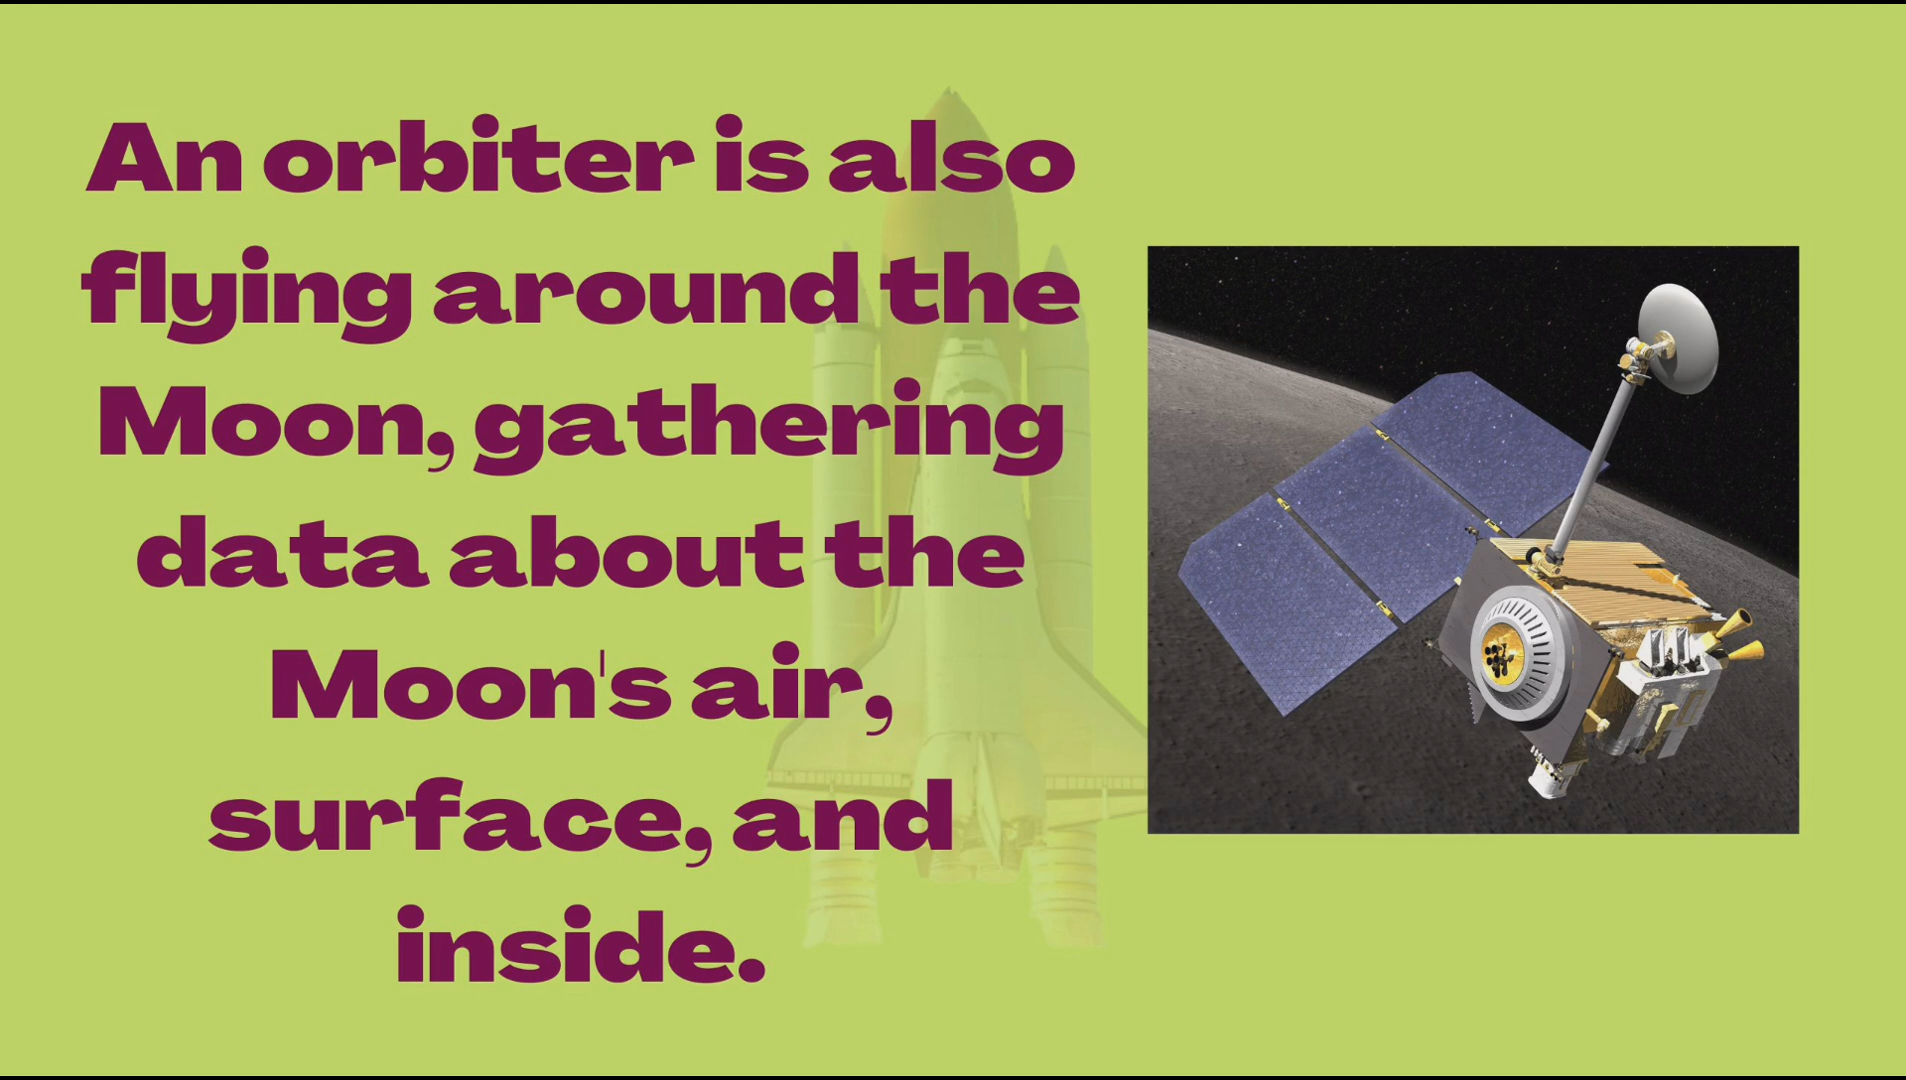 An orbiter is also
flying around the
Moon, gathering
data about the
Moon's air,
surface, and
inside.